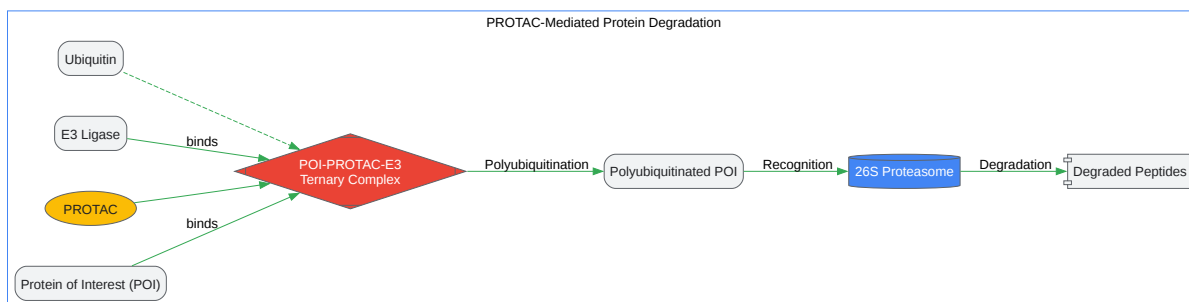 PROTAC-Mediated Protein Degradation
Ubiquitin
E3 Ligase
binds
PROTAC
binds
Protein of Interest (POI)
POI-PROTAC-E3
Ternary Complex
Polyubiquitination
Polyubiquitinated POI
Recognition
26S Proteasome
Degradation
Degraded Peptides